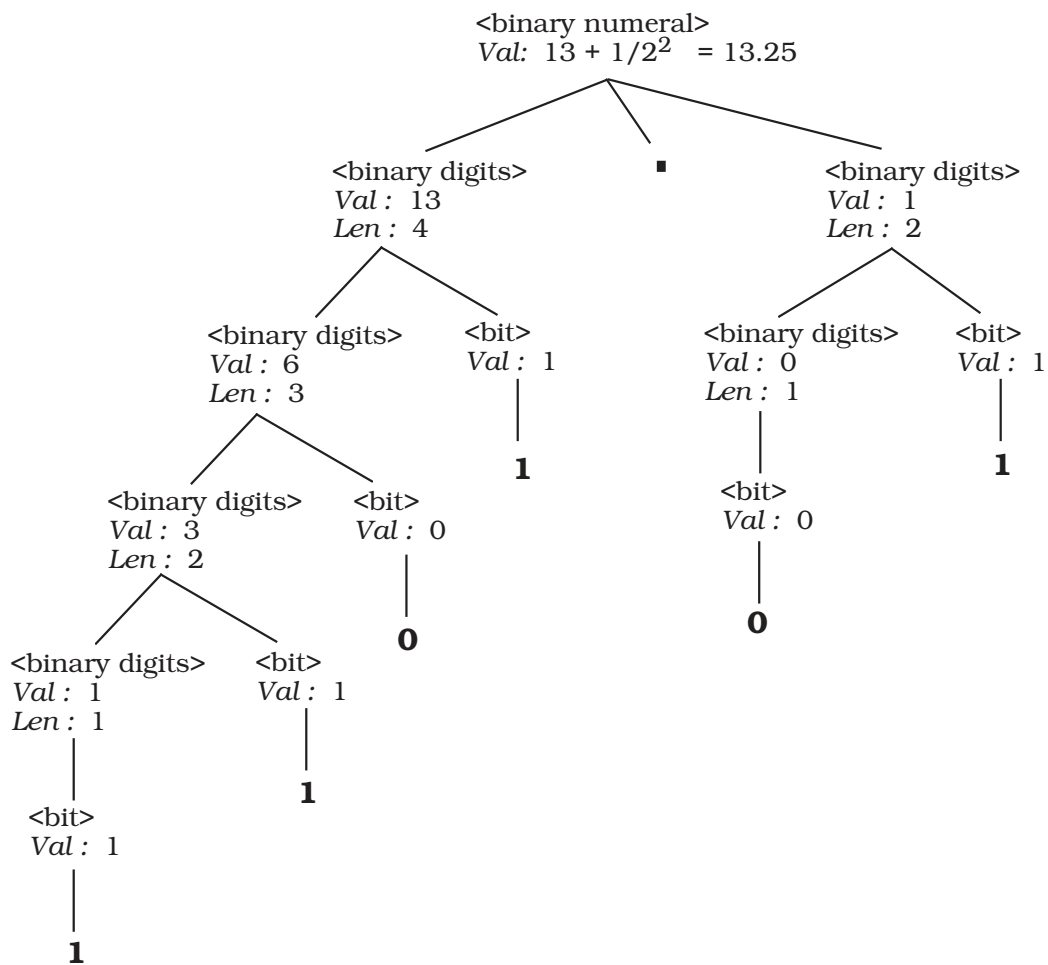 <binary numeral>
Val: 13 + 1/2² = 13.25
<binary digits> . <binary digits>
Val : 13 Val : 1
Len : 4 Len : 2
<binary digits> <bit> <binary digits> <bit>
Val : 6 Val : 1 Val : 0 Val : 1
Len : 3 Len : 1
1 1
<binary digits> <bit> <bit>
Val : 3 Val : 0 Val : 0
Len : 2
0 0
<binary digits> <bit>
Val : 1 Val : 1
Len : 1
1
<bit>
Val : 1
1